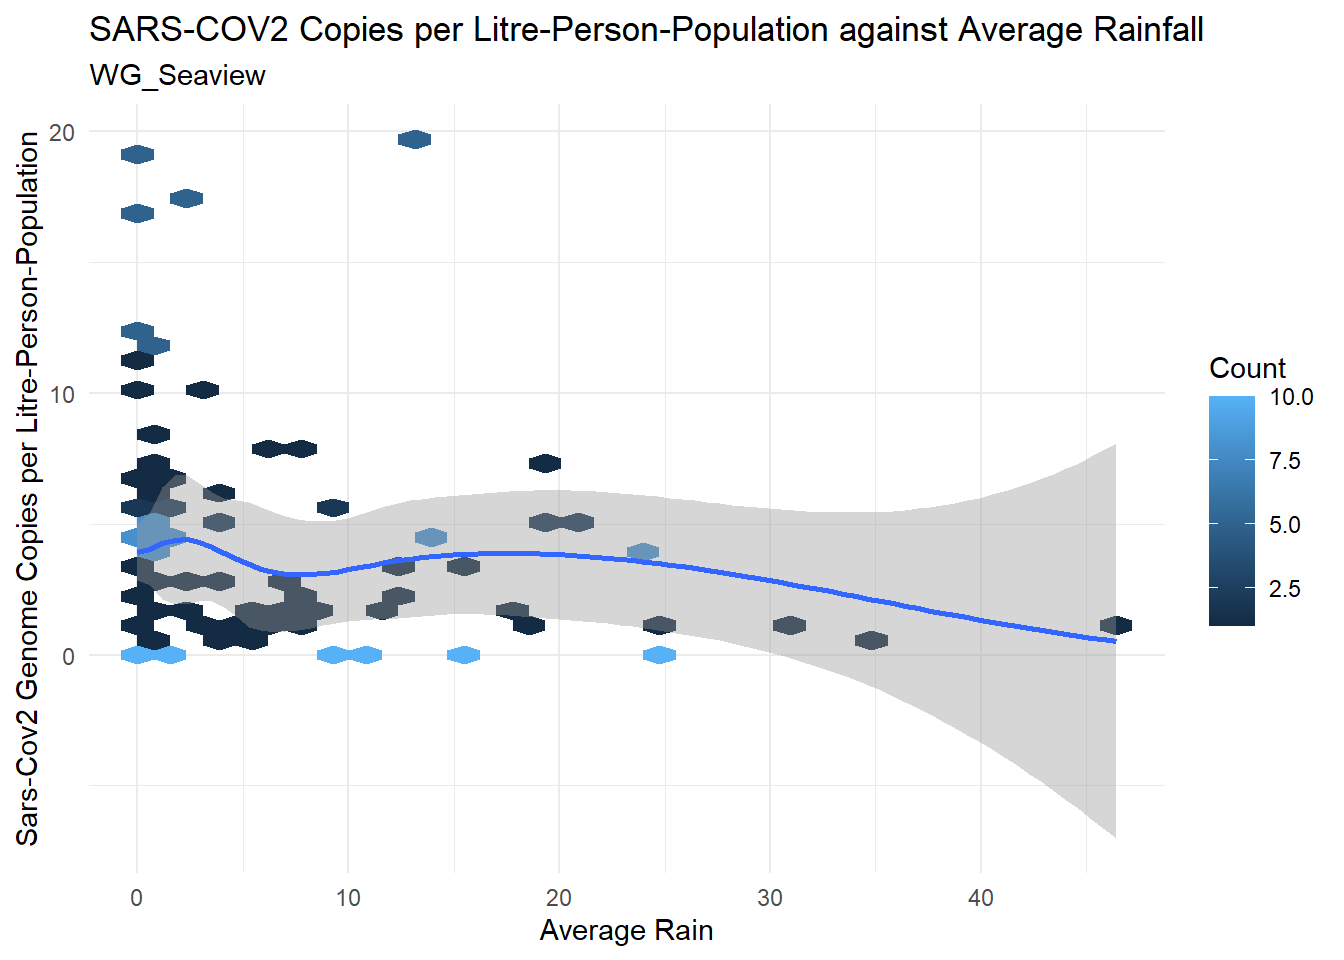 SARS-COV2 Copies per Litre-Person-Population against Average Rainfall
WG_Seaview
Sars-Cov2 Genome Copies per Litre-Person-Population
20
10
0
0 10 20 30 40
Average Rain
Count
10.0
7.5
5.0
2.5